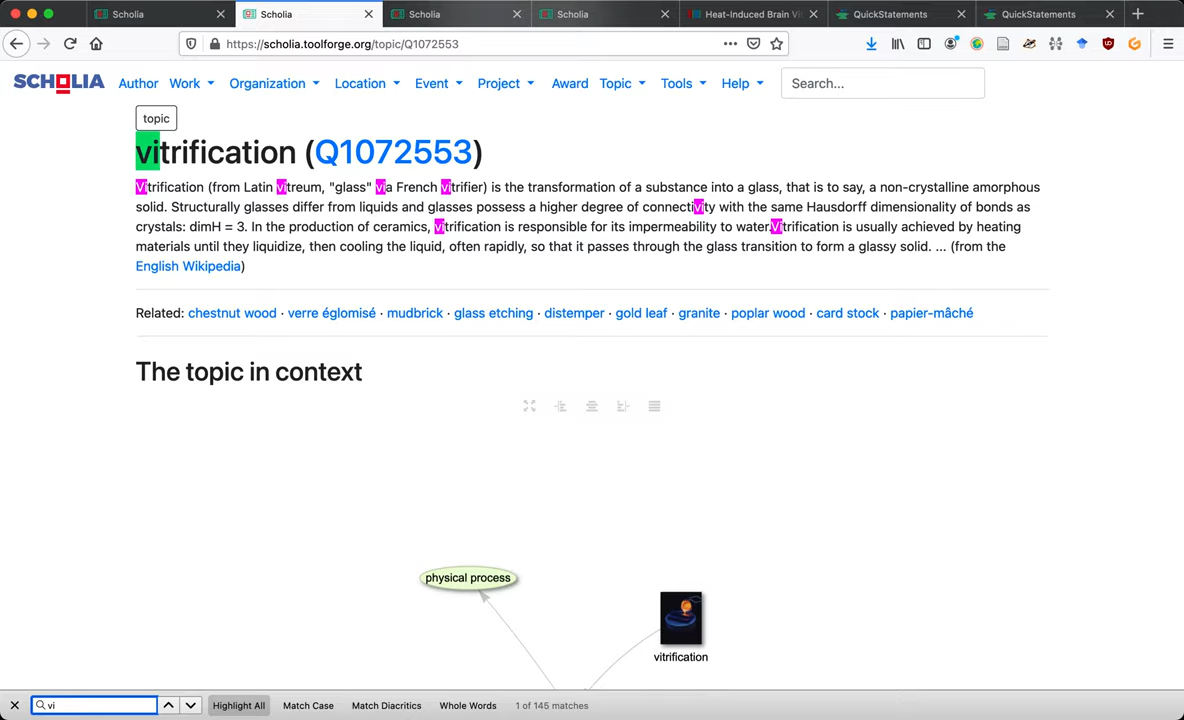 Scholia
Scholia
Scholia
Scholia
Heat-Induced Brain Vi
QuickStatements
QuickStatements
https://scholia.toolforge.org/topic/Q1072553
SCHOLIA Author Work Organization Location Event Project Award Topic Tools Help Search...
topic
vitrification (Q1072553)
Vitrification (from Latin vitreum, "glass" via French vitrifier) is the transformation of a substance into a glass, that is to say, a non-crystalline amorphous
solid. Structurally glasses differ from liquids and glasses possess a higher degree of connectivity with the same Hausdorff dimensionality of bonds as
crystals: dimH = 3. In the production of ceramics, vitrification is responsible for its impermeability to water.Vitrification is usually achieved by heating
materials until they liquidize, then cooling the liquid, often rapidly, so that it passes through the glass transition to form a glassy solid. ... (from the
English Wikipedia)
Related: chestnut wood · verre églomisé · mudbrick · glass etching · distemper · gold leaf · granite · poplar wood · card stock · papier-mâché
The topic in context
physical process
vitrification
vi Highlight All Match Case Match Diacritics Whole Words 1 of 145 matches